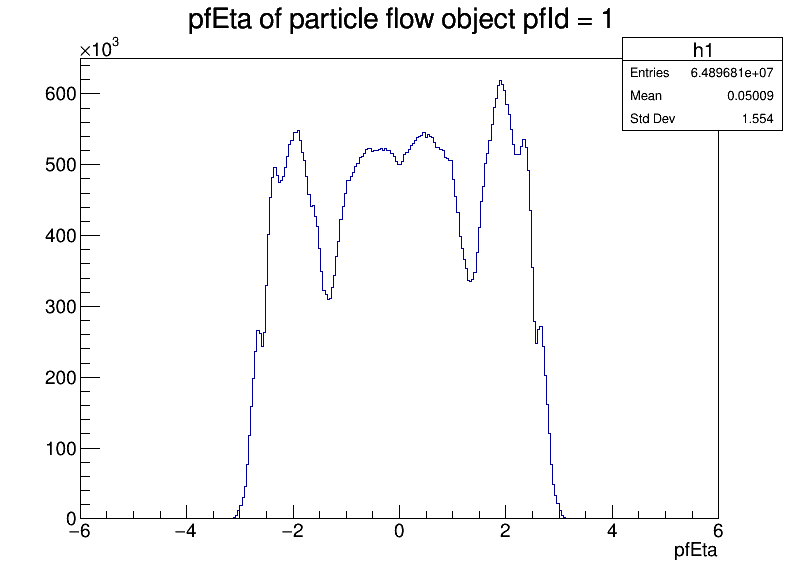 pfEta of particle flow object pfId = 1
×10³
h1
Entries 6.489681e+07
Mean 0.05009
Std Dev 1.554
600
500
400
300
200
100
0
−6 −4 −2 0 2 4 6
pfEta